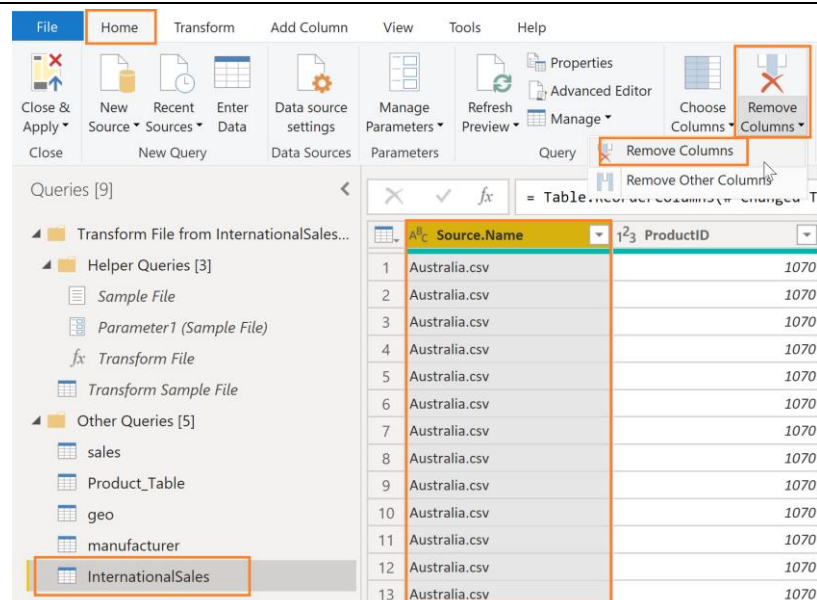 File Home Transform Add Column View Tools Help
Close & Apply
New Source
Recent Sources
Enter Data
Data source settings
Manage Parameters
Refresh Preview
Properties
Advanced Editor
Manage
Choose Columns
Remove Columns
Close New Query Data Sources Parameters Query
Remove Columns
Remove Other Columns
Queries [9]
fx = Table.ReorderColumns(#"Changed T
Transform File from InternationalSales...
Helper Queries [3]
Sample File
Parameter1 (Sample File)
fx Transform File
Transform Sample File
Other Queries [5]
sales
Product_Table
geo
manufacturer
InternationalSales
ABC Source.Name 123 ProductID
1 Australia.csv 1070
2 Australia.csv 1070
3 Australia.csv 1070
4 Australia.csv 1070
5 Australia.csv 1070
6 Australia.csv 1070
7 Australia.csv 1070
8 Australia.csv 1070
9 Australia.csv 1070
10 Australia.csv 1070
11 Australia.csv 1070
12 Australia.csv 1070
13 Australia.csv 1070